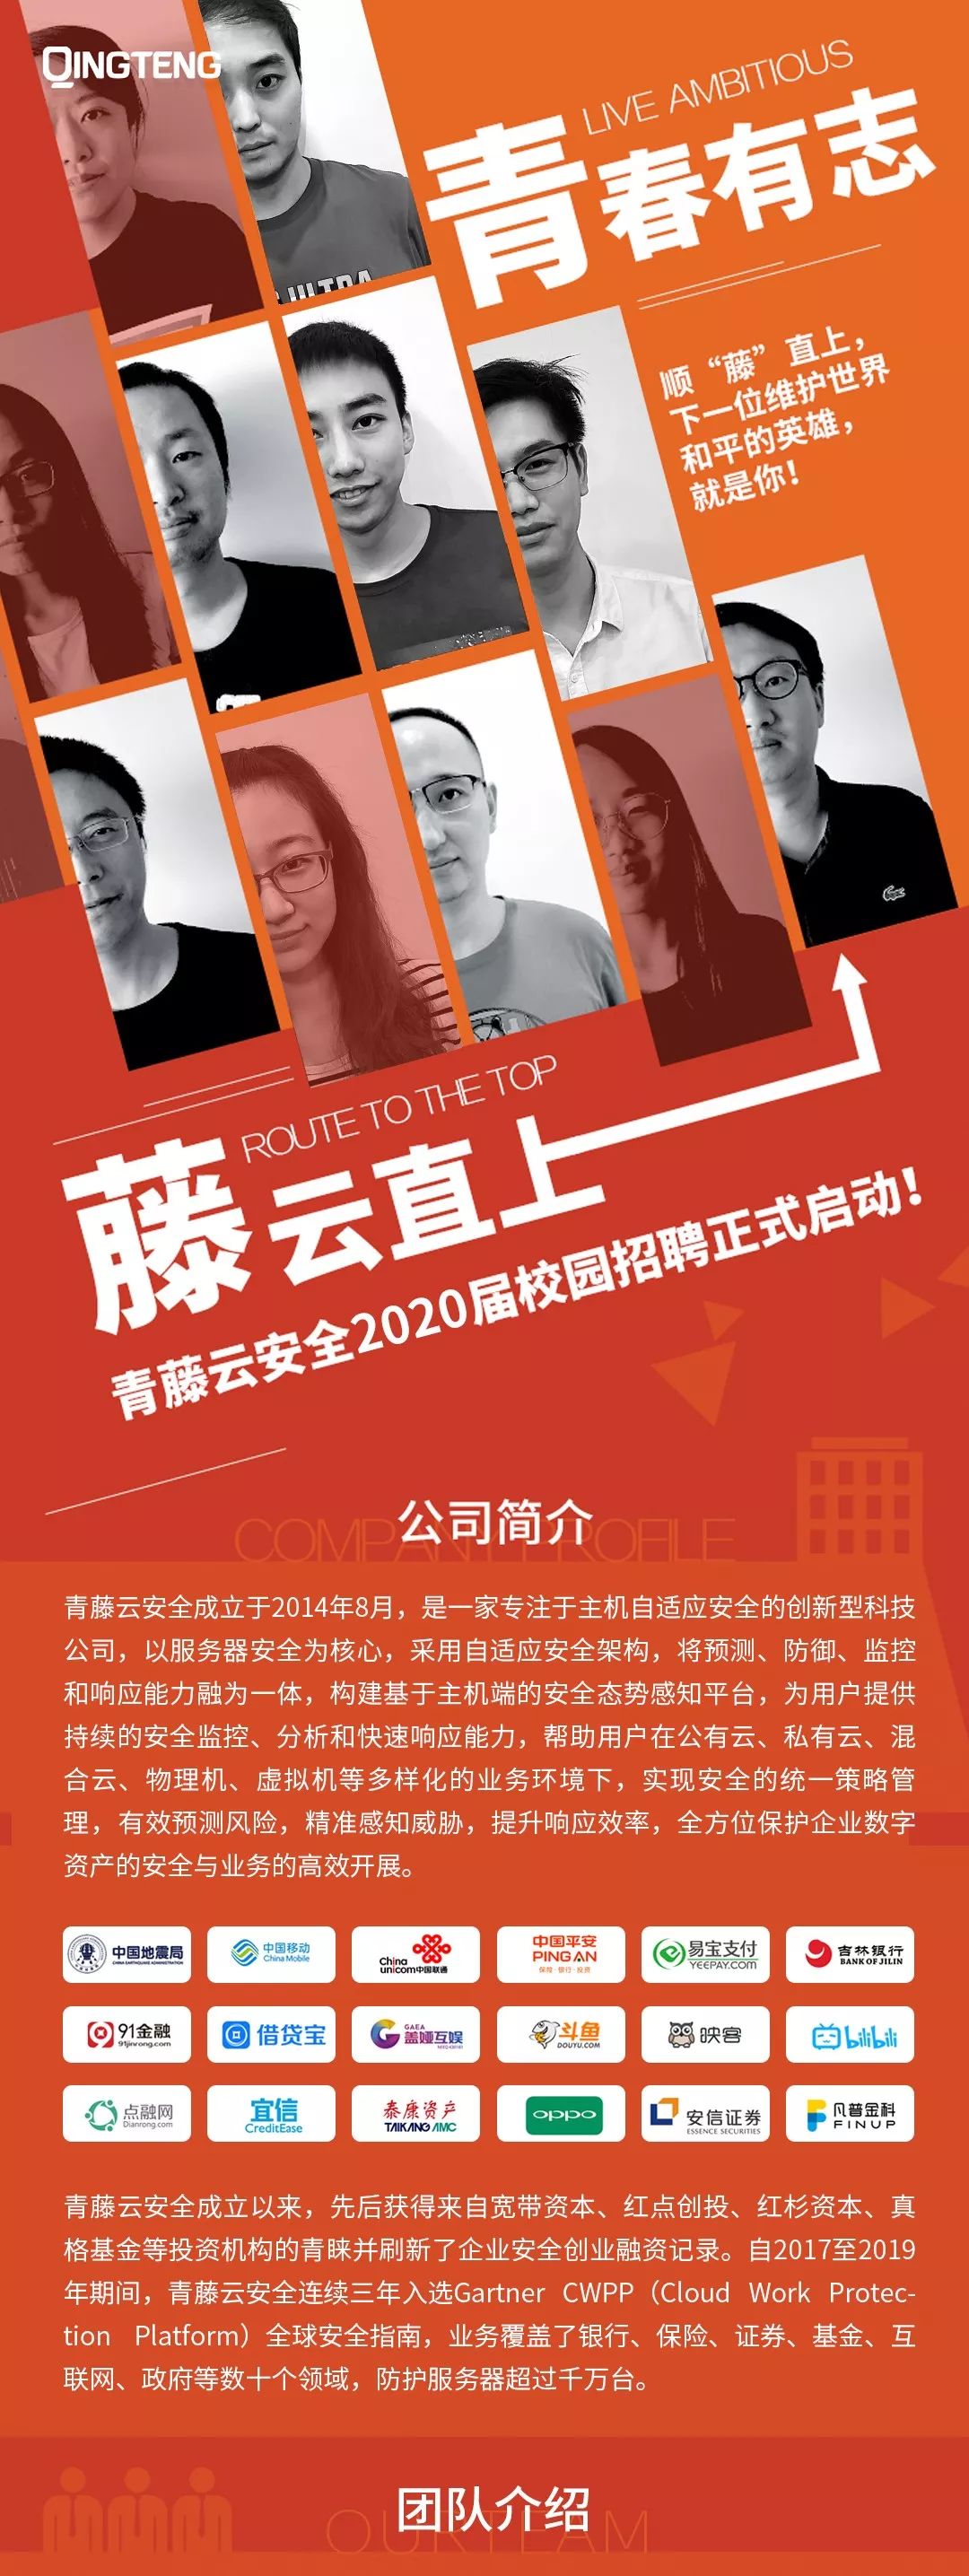 QINGTENG
LIVE AMBITIOUS
青春有志
顺“藤”直上，
下一位维护世界
和平的英雄，
就是你！
ULTRA
ROUTE TO THE TOP
藤云直上
青藤云安全2020届校园招聘正式启动！
COMPANY PROFILE
公司简介
青藤云安全成立于2014年8月，是一家专注于主机自适应安全的创新型科技
公司，以服务器安全为核心，采用自适应安全架构，将预测、防御、监控
和响应能力融为一体，构建基于主机端的安全态势感知平台，为用户提供
持续的安全监控、分析和快速响应能力，帮助用户在公有云、私有云、混
合云、物理机、虚拟机等多样化的业务环境下，实现安全的统一策略管
理，有效预测风险，精准感知威胁，提升响应效率，全方位保护企业数字
资产的安全与业务的高效开展。
中国地震局
CHINA EARTHQUAKE ADMINISTRATION
中国移动
China Mobile
China
unicom中国联通
中国平安
PING AN
保险·银行·投资
易宝支付
YEEPAY.COM
吉林银行
BANK OF JILIN
91金融
91jinrong.com
借贷宝
GAEA
盖娅互娱
斗鱼
DOUYU.COM
映客
bilibili
点融网
Dianrong.com
宜信
CreditEase
泰康资产
TAIKANG AMC
oppo
安信证券
ESSENCE SECURITIES
凡普金科
FINUP
青藤云安全成立以来，先后获得来自宽带资本、红点创投、红杉资本、真
格基金等投资机构的青睐并刷新了企业安全创业融资记录。自2017至2019
年期间，青藤云安全连续三年入选Gartner CWPP（Cloud Work Protec-
tion Platform）全球安全指南，业务覆盖了银行、保险、证券、基金、互
联网、政府等数十个领域，防护服务器超过千万台。
OUR TEAM
团队介绍